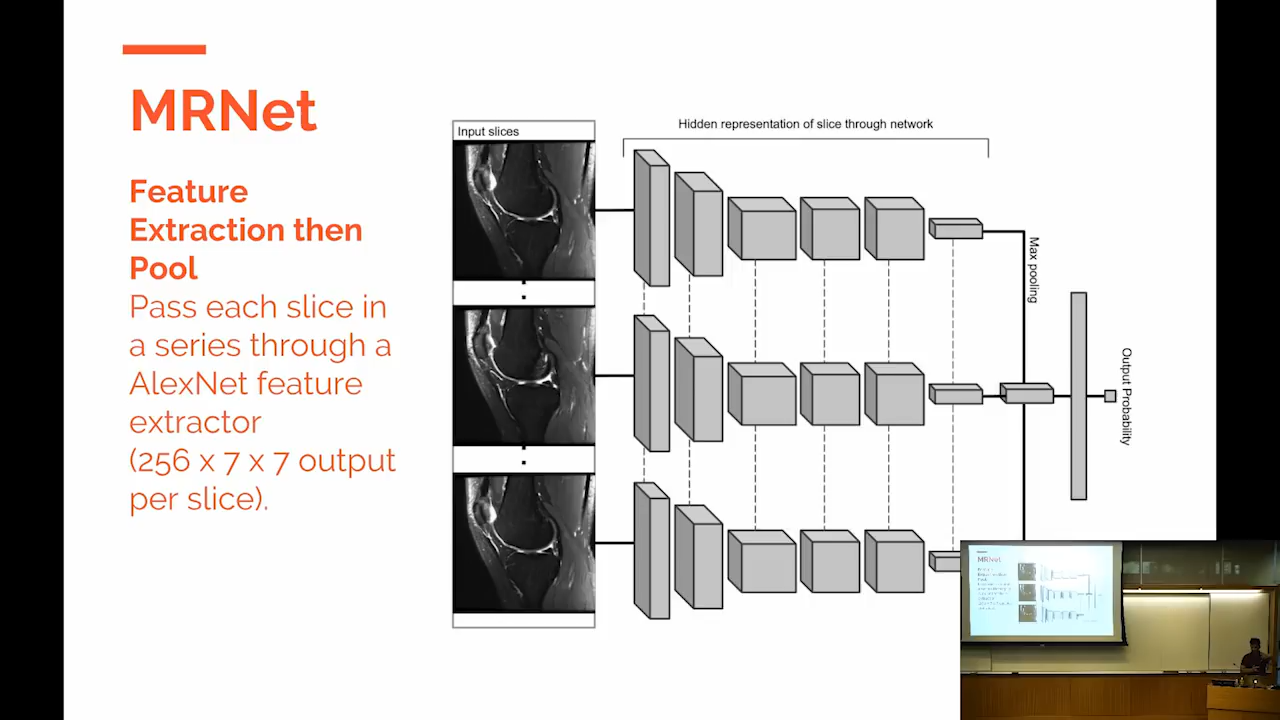 MRNet
Feature
Extraction then
Pool
Pass each slice in
a series through a
AlexNet feature
extractor
(256 x 7 x 7 output
per slice).
Input slices
Hidden representation of slice through network
Max pooling
Output Probability
MRNet